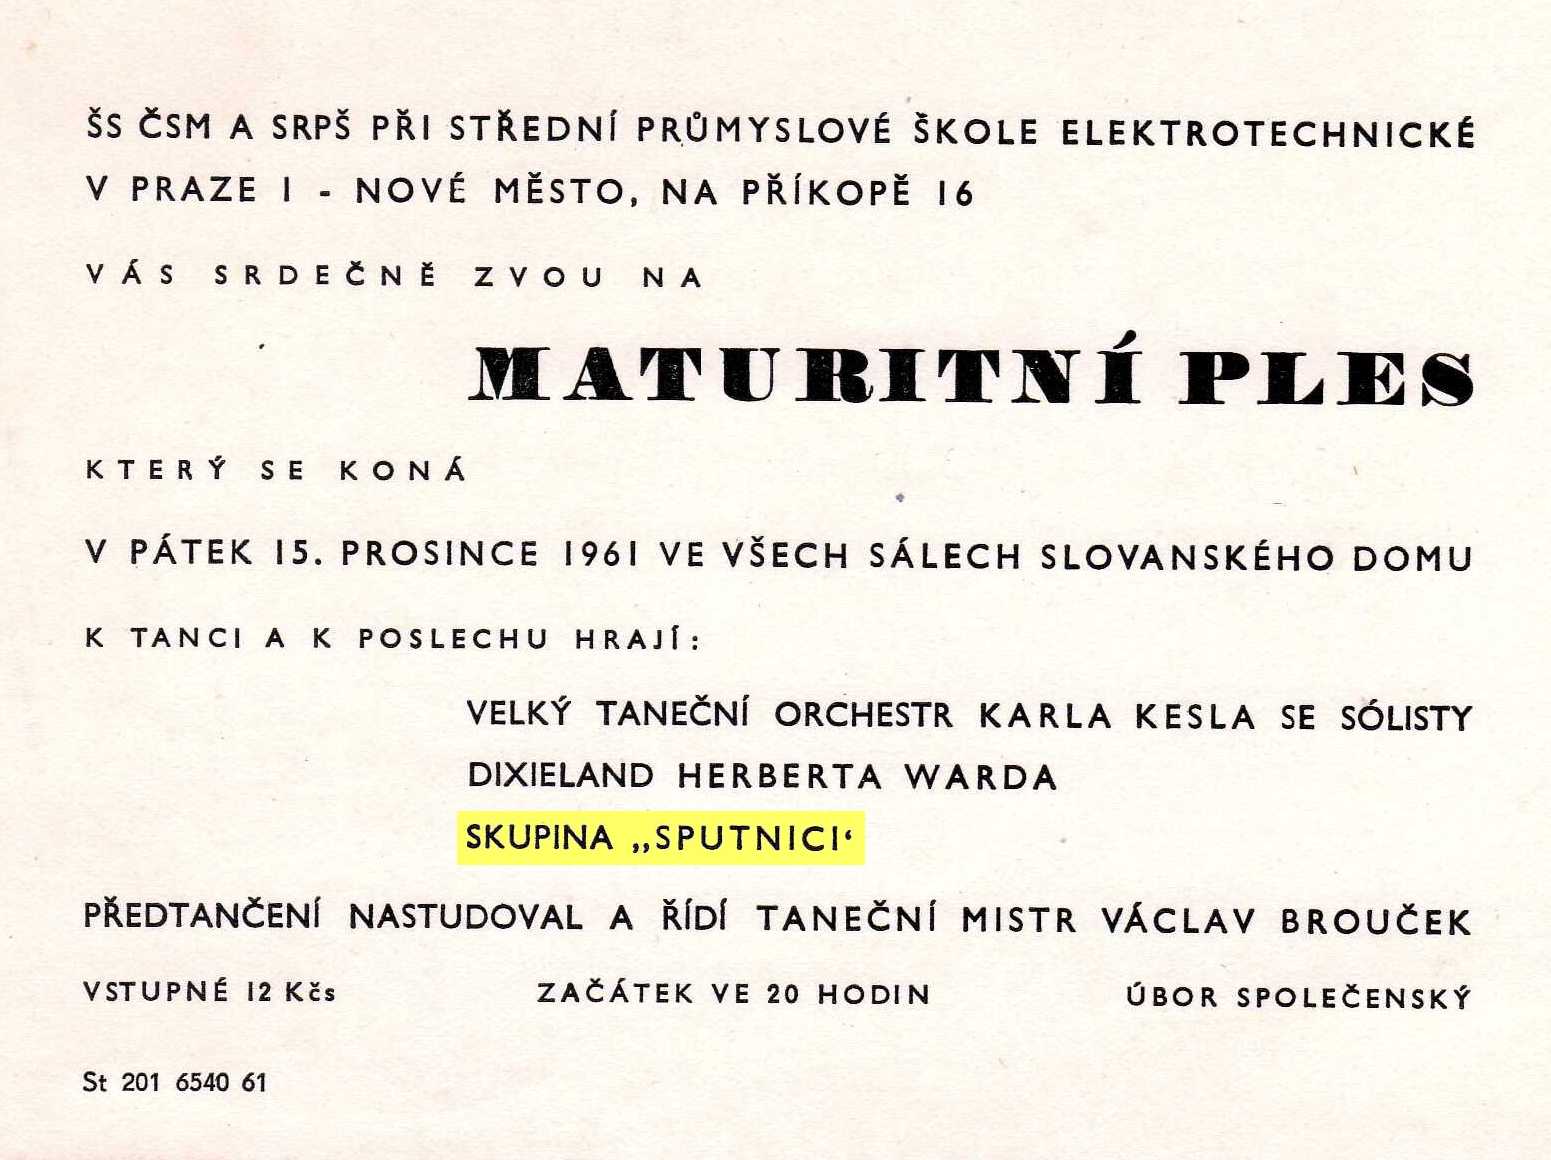 ŠS ČSM A SRPŠ PŘI STŘEDNÍ PRŮMYSLOVÉ ŠKOLE ELEKTROTECHNICKÉ
V PRAZE 1 - NOVÉ MĚSTO, NA PŘÍKOPĚ 16
VÁS SRDEČNĚ ZVOU NA
MATURITNÍ PLES
KTERÝ SE KONÁ
V PÁTEK 15. PROSINCE 1961 VE VŠECH SÁLECH SLOVANSKÉHO DOMU
K TANCI A K POSLECHU HRAJÍ:
VELKÝ TANEČNÍ ORCHESTR KARLA KESLA SE SÓLISTY
DIXIELAND HERBERTA WARDA
SKUPINA „SPUTNICI‘
PŘEDTANČENÍ NASTUDOVAL A ŘÍDÍ TANEČNÍ MISTR VÁCLAV BROUČEK
VSTUPNÉ 12 Kčs ZAČÁTEK VE 20 HODIN ÚBOR SPOLEČENSKÝ
St 201 6540 61